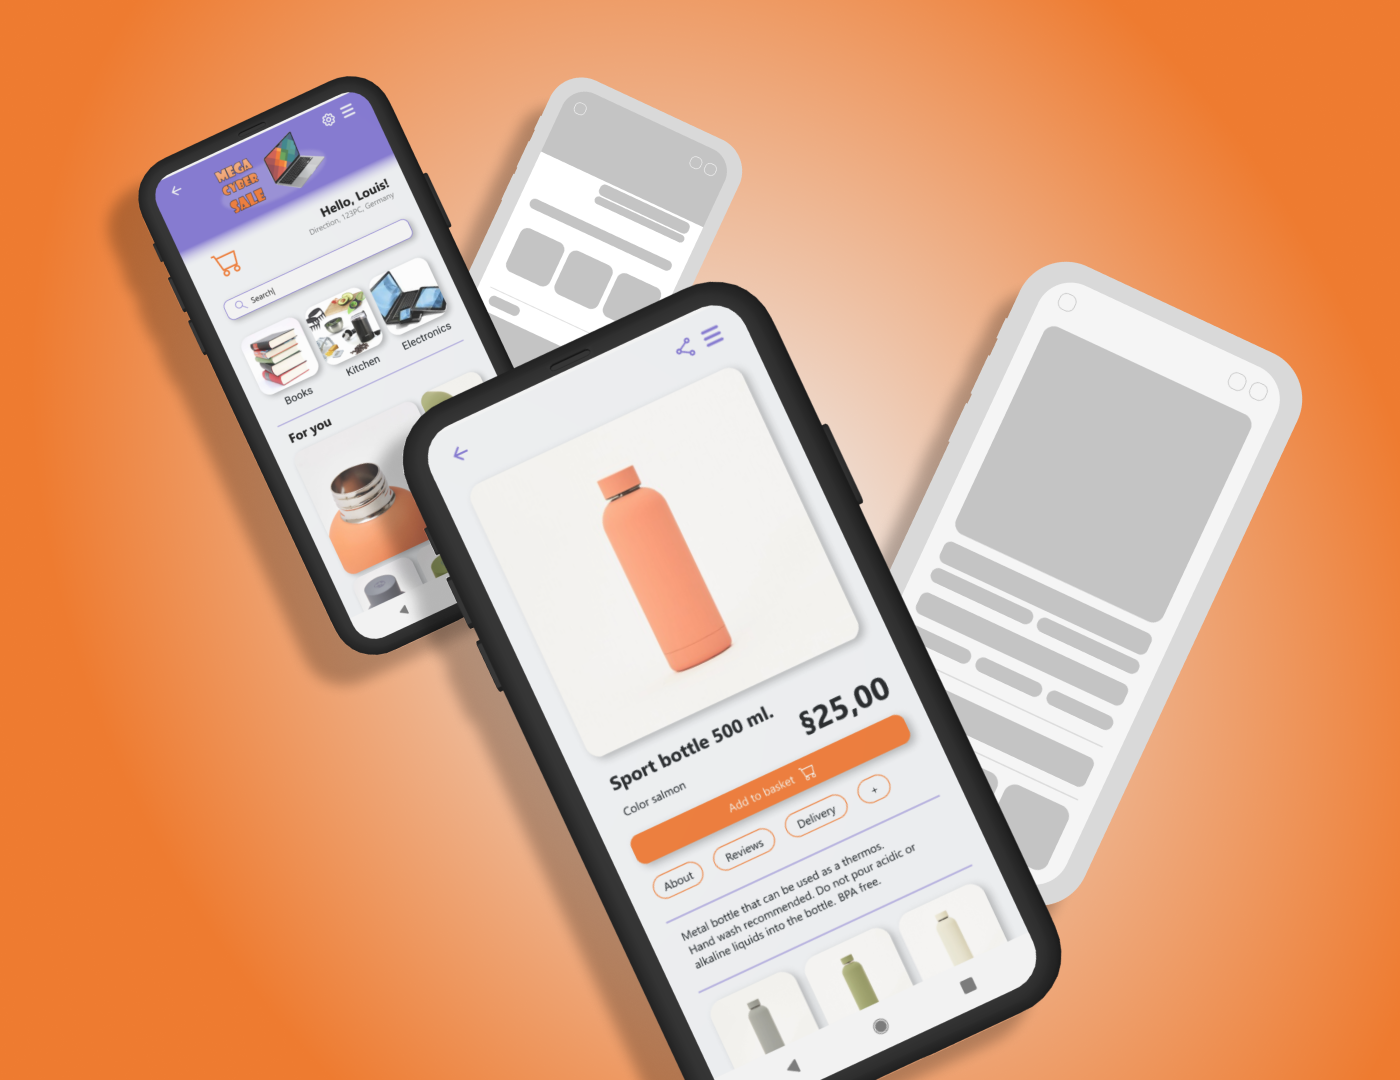 MEGA
CYBER
SALE
Hello, Louis!
Direction, 123PC, Germany
Search
Books
Kitchen
Electronics
For you
Sport bottle 500 ml.
§25,00
Color salmon
Add to basket
About
Reviews
Delivery
+
Metal bottle that can be used as a thermos.
Hand wash recommended. Do not pour acidic or
alkaline liquids into the bottle. BPA free.